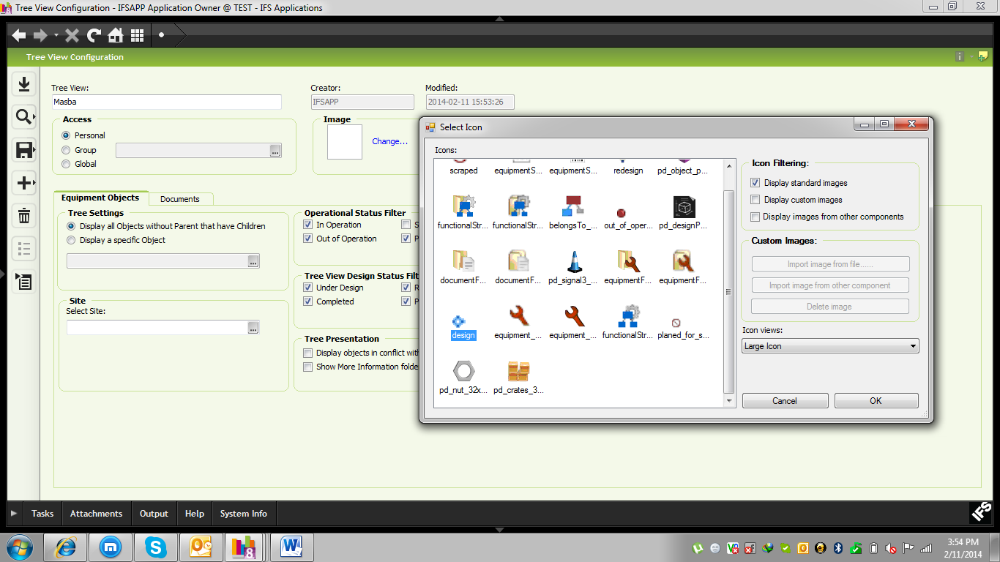 Tree View Configuration - IFSAPP Application Owner @ TEST - IFS Applications
Tree View Configuration
Tree View:
Masba
Creator:
IFSAPP
Modified:
2014-02-11 15:53:26
Access
Personal
Group
...
Global
Image
Change...
Equipment Objects
Documents
Tree Settings
Display all Objects without Parent that have Children
Display a specific Object
...
Site
Select Site:
...
Operational Status Filter
In Operation
S
Out of Operation
P
Tree View Design Status Filt
Under Design
R
Completed
P
Tree Presentation
Display objects in conflict with
Show More Information folde
Select Icon
Icons:
scraped
equipmentS...
equipmentS...
redesign
pd_object_p...
functionalStr...
functionalStr...
belongsTo_...
out_of_oper...
pd_designP...
documentF...
documentF...
pd_signal3_...
equipmentF...
equipmentF...
design
equipment_...
equipment_...
functionalStr...
planed_for_s...
pd_nut_32x...
pd_crates_3...
Icon Filtering:
Display standard images
Display custom images
Display images from other components
Custom Images:
Import image from file......
Import image from other component
Delete image
Icon views:
Large Icon
Cancel
OK
Tasks
Attachments
Output
Help
System Info
IFS
3:54 PM
2/11/2014